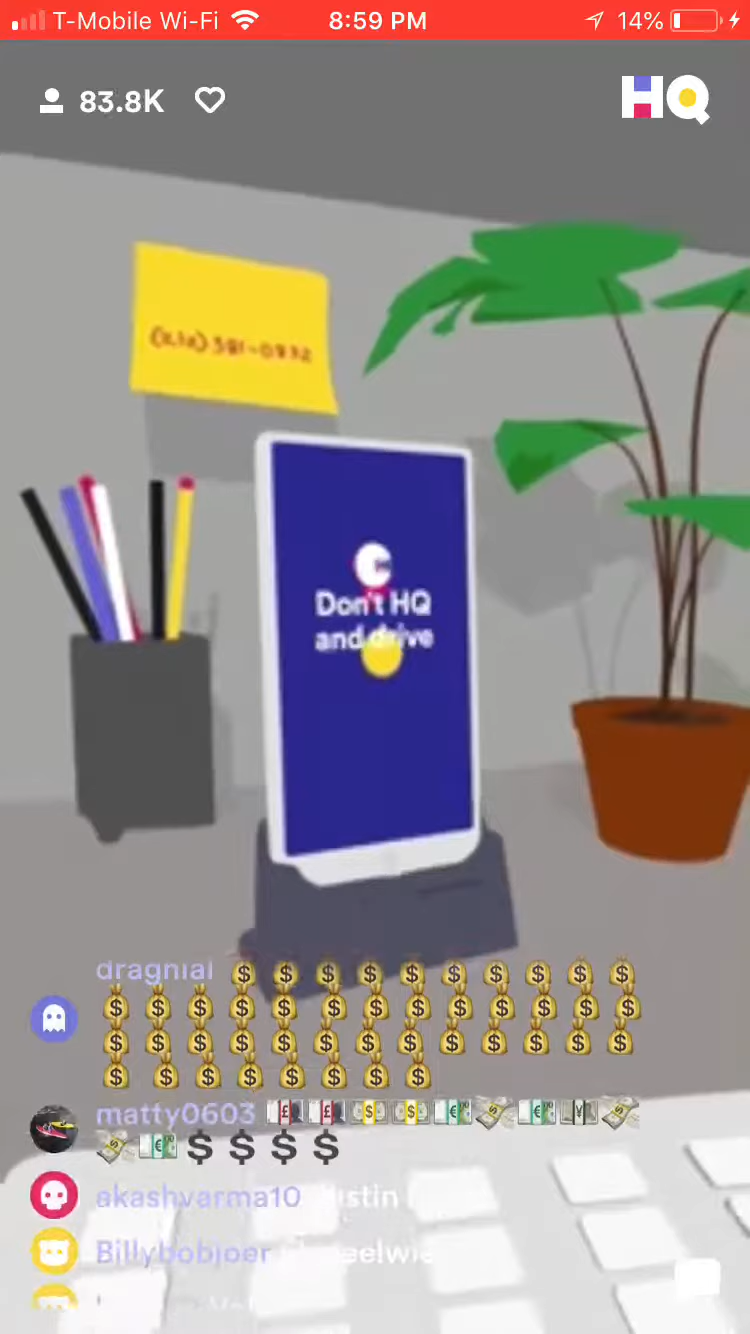 T-Mobile Wi-Fi 8:59 PM 14%
83.8K
HQ
Don't HQ
and drive
dragnial
matty0603
akashvarma10
Billybobjoer